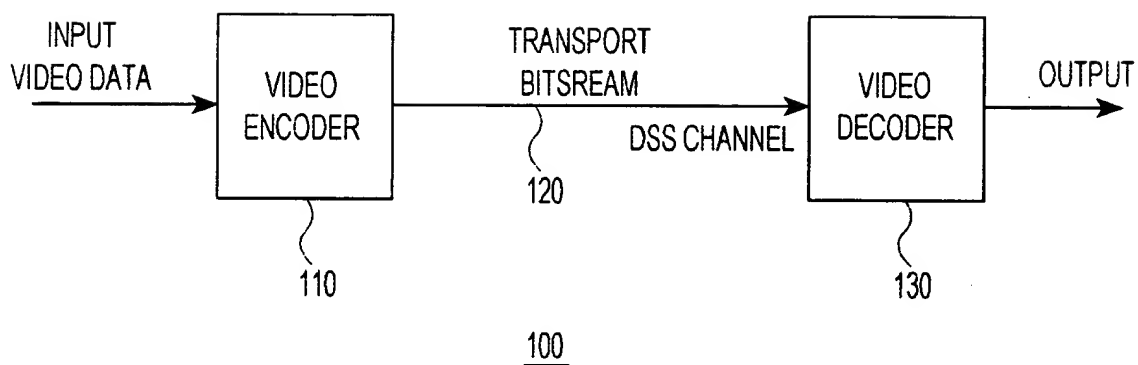 INPUT
VIDEO DATA
VIDEO
ENCODER
TRANSPORT
BITSREAM
DSS CHANNEL
VIDEO
DECODER
OUTPUT
110
120
130
100